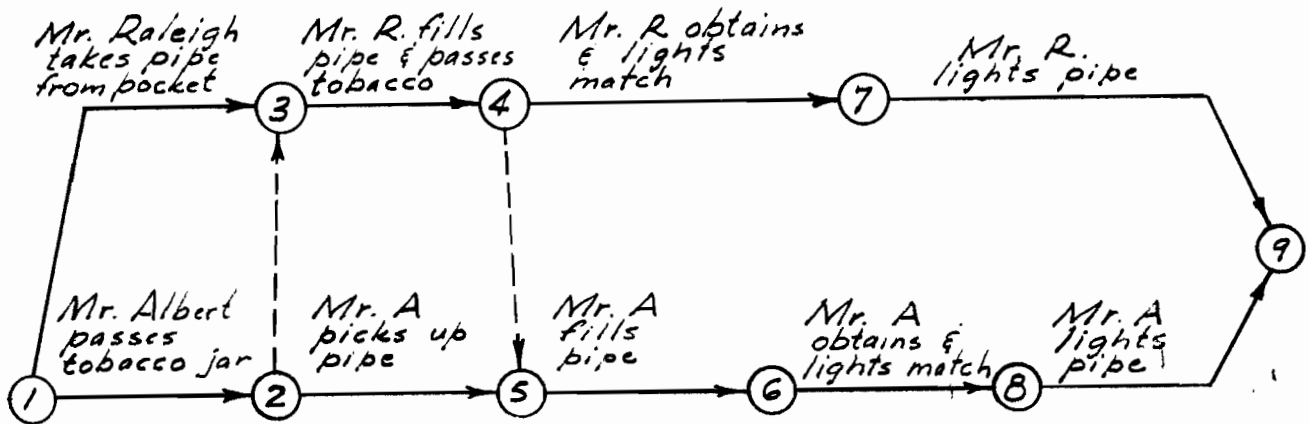 Mr. Raleigh
takes pipe
from pocket
Mr. R. fills
pipe & passes
tobacco
Mr. R obtains
& lights
match
Mr. R.
lights pipe
3
4
7
9
Mr. Albert
passes
tobacco jar
Mr. A
picks up
pipe
Mr. A
fills
pipe
Mr. A
obtains &
lights match
Mr. A
lights
pipe
1
2
5
6
8